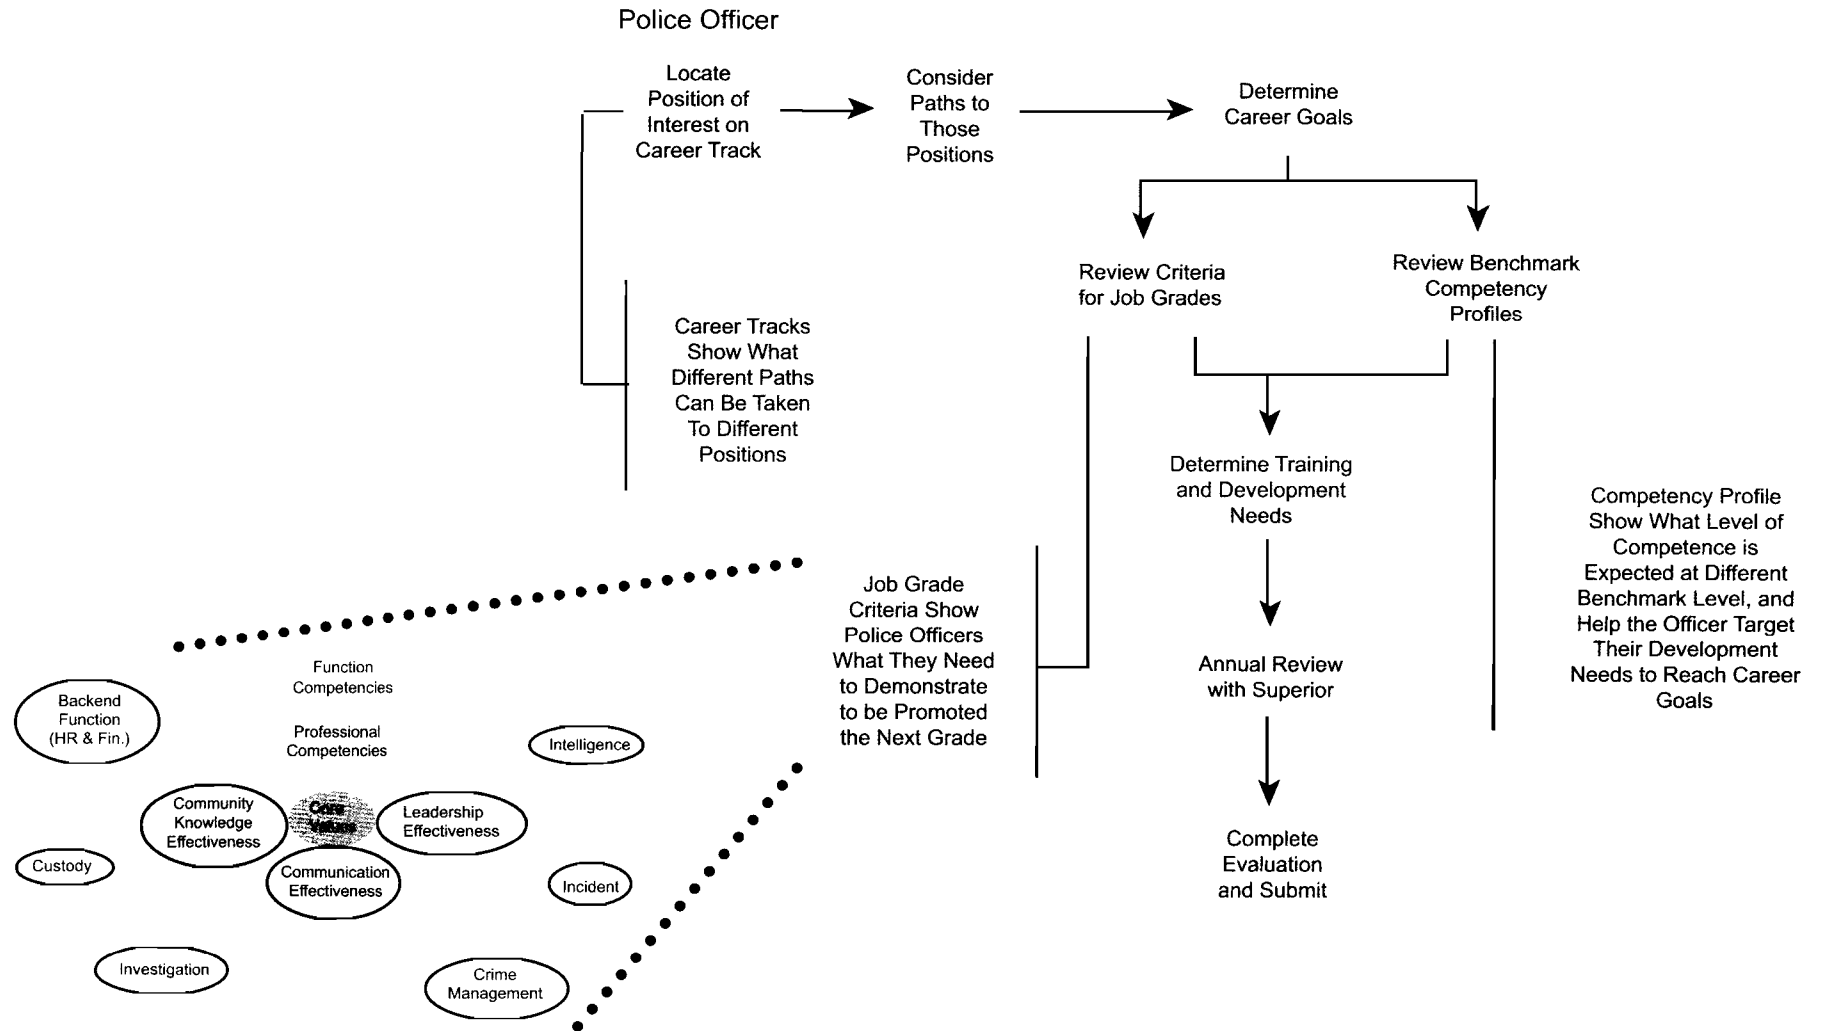 Police Officer
Locate
Position of
Interest on
Career Track
Consider
Paths to
Those
Positions
Determine
Career Goals
Review Criteria
for Job Grades
Review Benchmark
Competency
Profiles
Career Tracks
Show What
Different Paths
Can Be Taken
To Different
Positions
Determine Training
and Development
Needs
Competency Profile
Show What Level of
Competence is
Expected at Different
Benchmark Level, and
Help the Officer Target
Their Development
Needs to Reach Career
Goals
Job Grade
Criteria Show
Police Officers
What They Need
to Demonstrate
to be Promoted
the Next Grade
Annual Review
with Superior
Complete
Evaluation
and Submit
Function
Competencies
Backend
Function
(HR & Fin.)
Professional
Competencies
Intelligence
Community
Knowledge
Effectiveness
Core
Values
Leadership
Effectiveness
Custody
Communication
Effectiveness
Incident
Investigation
Crime
Management